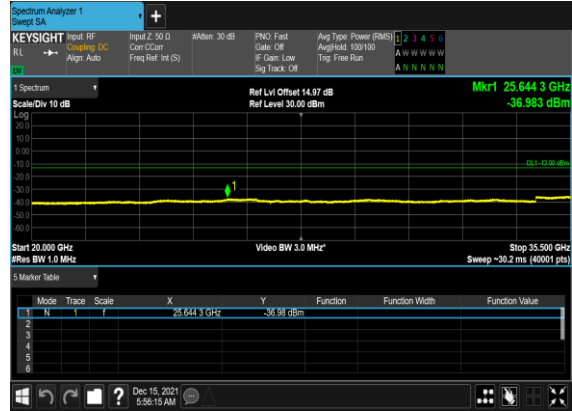 Spectrum Analyzer 1
Swept SA
+
KEYSIGHT Input: RF Input Z: 50 Ω #Atten: 30 dB PNO: Fast Avg Type: Power (RMS) 1 2 3 4 5 6
RL Coupling: DC Corr CCorr Gate: Off Avg|Hold: 100/100 A W W W W W
Align: Auto Freq Ref: Int (S) IF Gain: Low Trig: Free Run
Sig Track: Off A N N N N N
LW
1 Spectrum Ref Lvl Offset 14.97 dB Mkr1 25.644 3 GHz
Scale/Div 10 dB Ref Level 30.00 dBm -36.983 dBm
Log
20.0
10.0
0.00
-10.0
DL1 -13.00 dBm
-20.0
1
-30.0
-40.0
-50.0
-60.0
Start 20.000 GHz Video BW 3.0 MHz* Stop 35.500 GHz
#Res BW 1.0 MHz Sweep ~30.2 ms (40001 pts)
5 Marker Table
Mode Trace Scale X Y Function Function Width Function Value
1 N 1 f 25.644 3 GHz -36.98 dBm
2
3
4
5
6
? Dec 15, 2021
5:56:15 AM